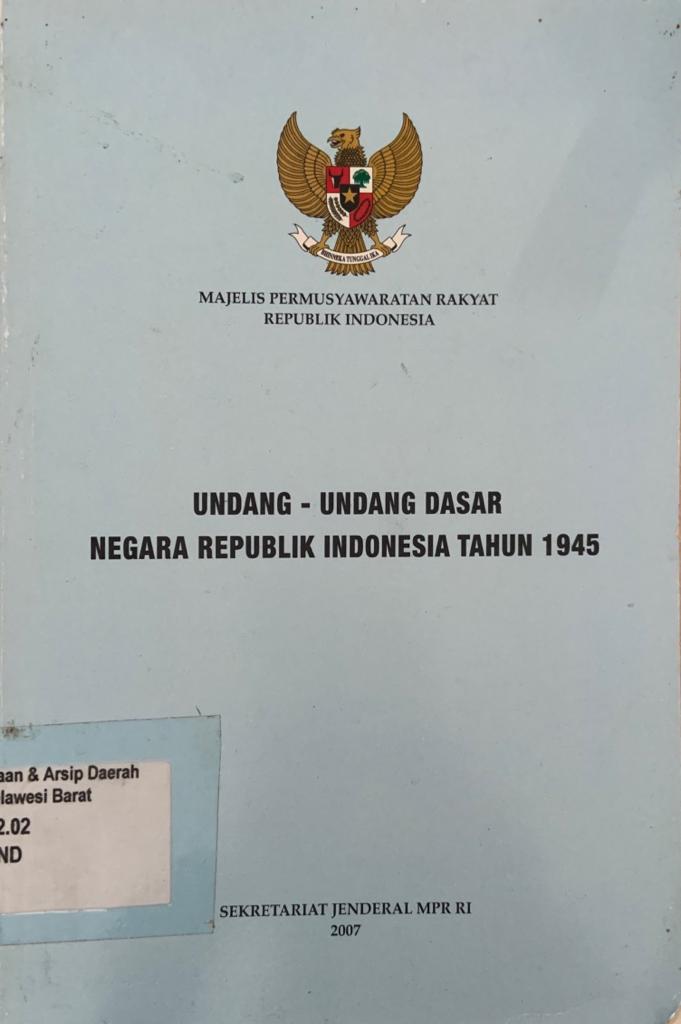 BHINNEKA TUNGGAL IKA
MAJELIS PERMUSYAWARATAN RAKYAT
REPUBLIK INDONESIA
UNDANG - UNDANG DASAR
NEGARA REPUBLIK INDONESIA TAHUN 1945
aan & Arsip Daerah
lawesi Barat
2.02
ND
SEKRETARIAT JENDERAL MPR RI
2007